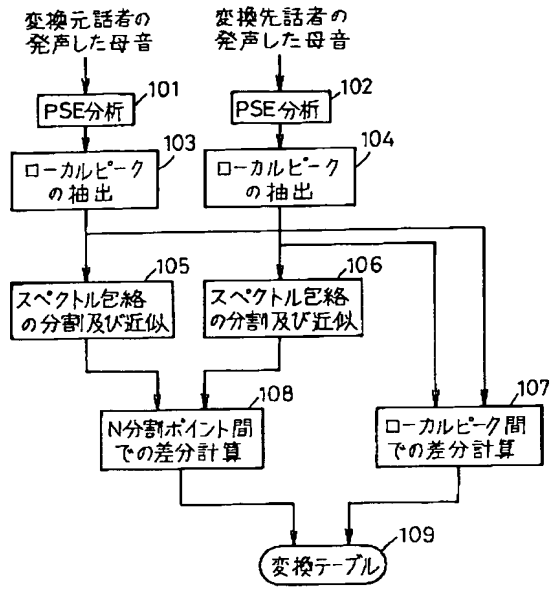 変換元話者の
発声した母音
変換先話者の
発声した母音
101
PSE分析
102
PSE分析
103
ローカルピーク
の抽出
104
ローカルピーク
の抽出
105
スペクトル包絡
の分割及び近似
106
スペクトル包絡
の分割及び近似
108
N分割ポイント間
での差分計算
107
ローカルピーク間
での差分計算
109
変換テーブル